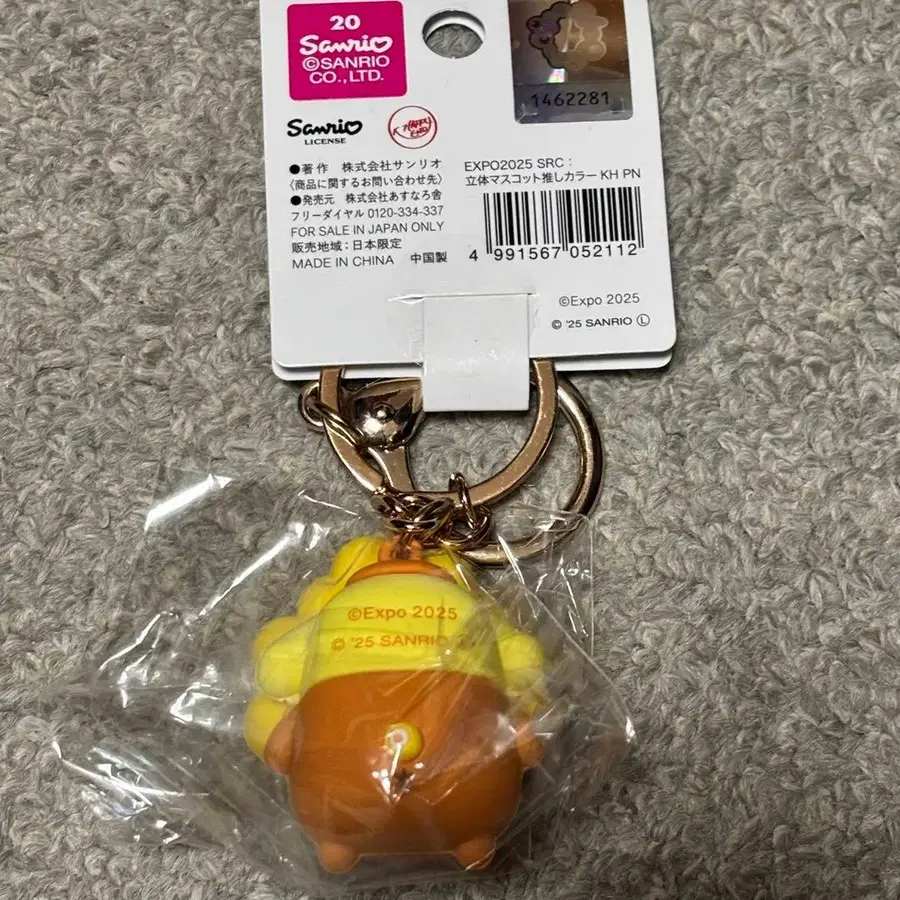 20
Sanrio
©SANRIO
CO., LTD.
1462281
Sanrio
LICENSE
●著作 株式会社サンリオ
〈商品に関するお問い合わせ先〉
●発売元 株式会社あすなろ舎
フリーダイヤル 0120-334-337
FOR SALE IN JAPAN ONLY
販売地域：日本限定
MADE IN CHINA 中国製
EXPO2025 SRC：
立体マスコット推しカラー KH PN
4 991567 052112
©Expo 2025
© '25 SANRIO Ⓛ
©Expo 2025
© '25 SANRIO Ⓛ